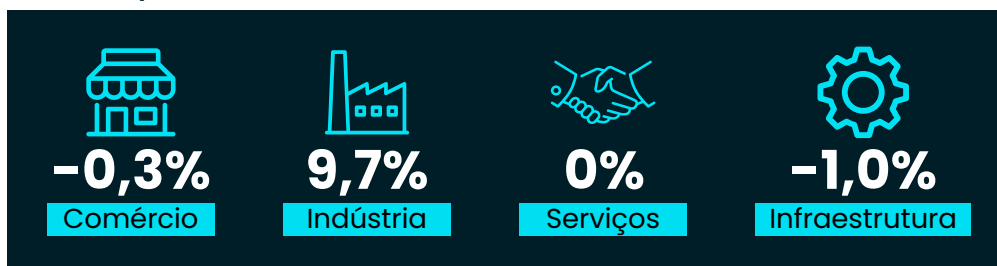 -0,3%
Comércio
9,7%
Indústria
0%
Serviços
-1,0%
Infraestrutura